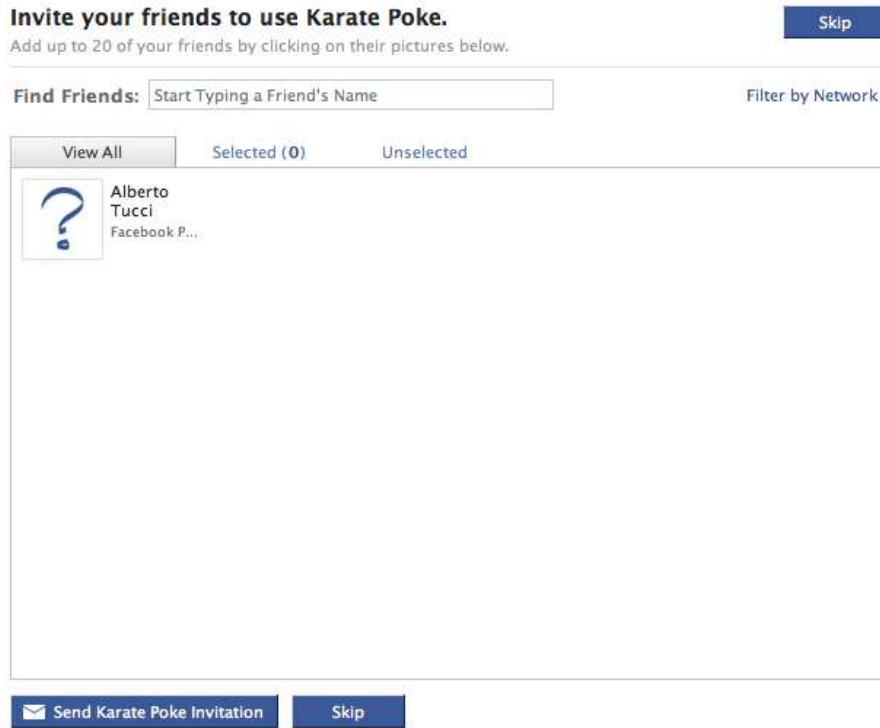 Invite your friends to use Karate Poke.
Skip
Add up to 20 of your friends by clicking on their pictures below.
Find Friends: Start Typing a Friend's Name
Filter by Network
View All
Selected (0)
Unselected
Alberto
Tucci
Facebook P...
Send Karate Poke Invitation
Skip